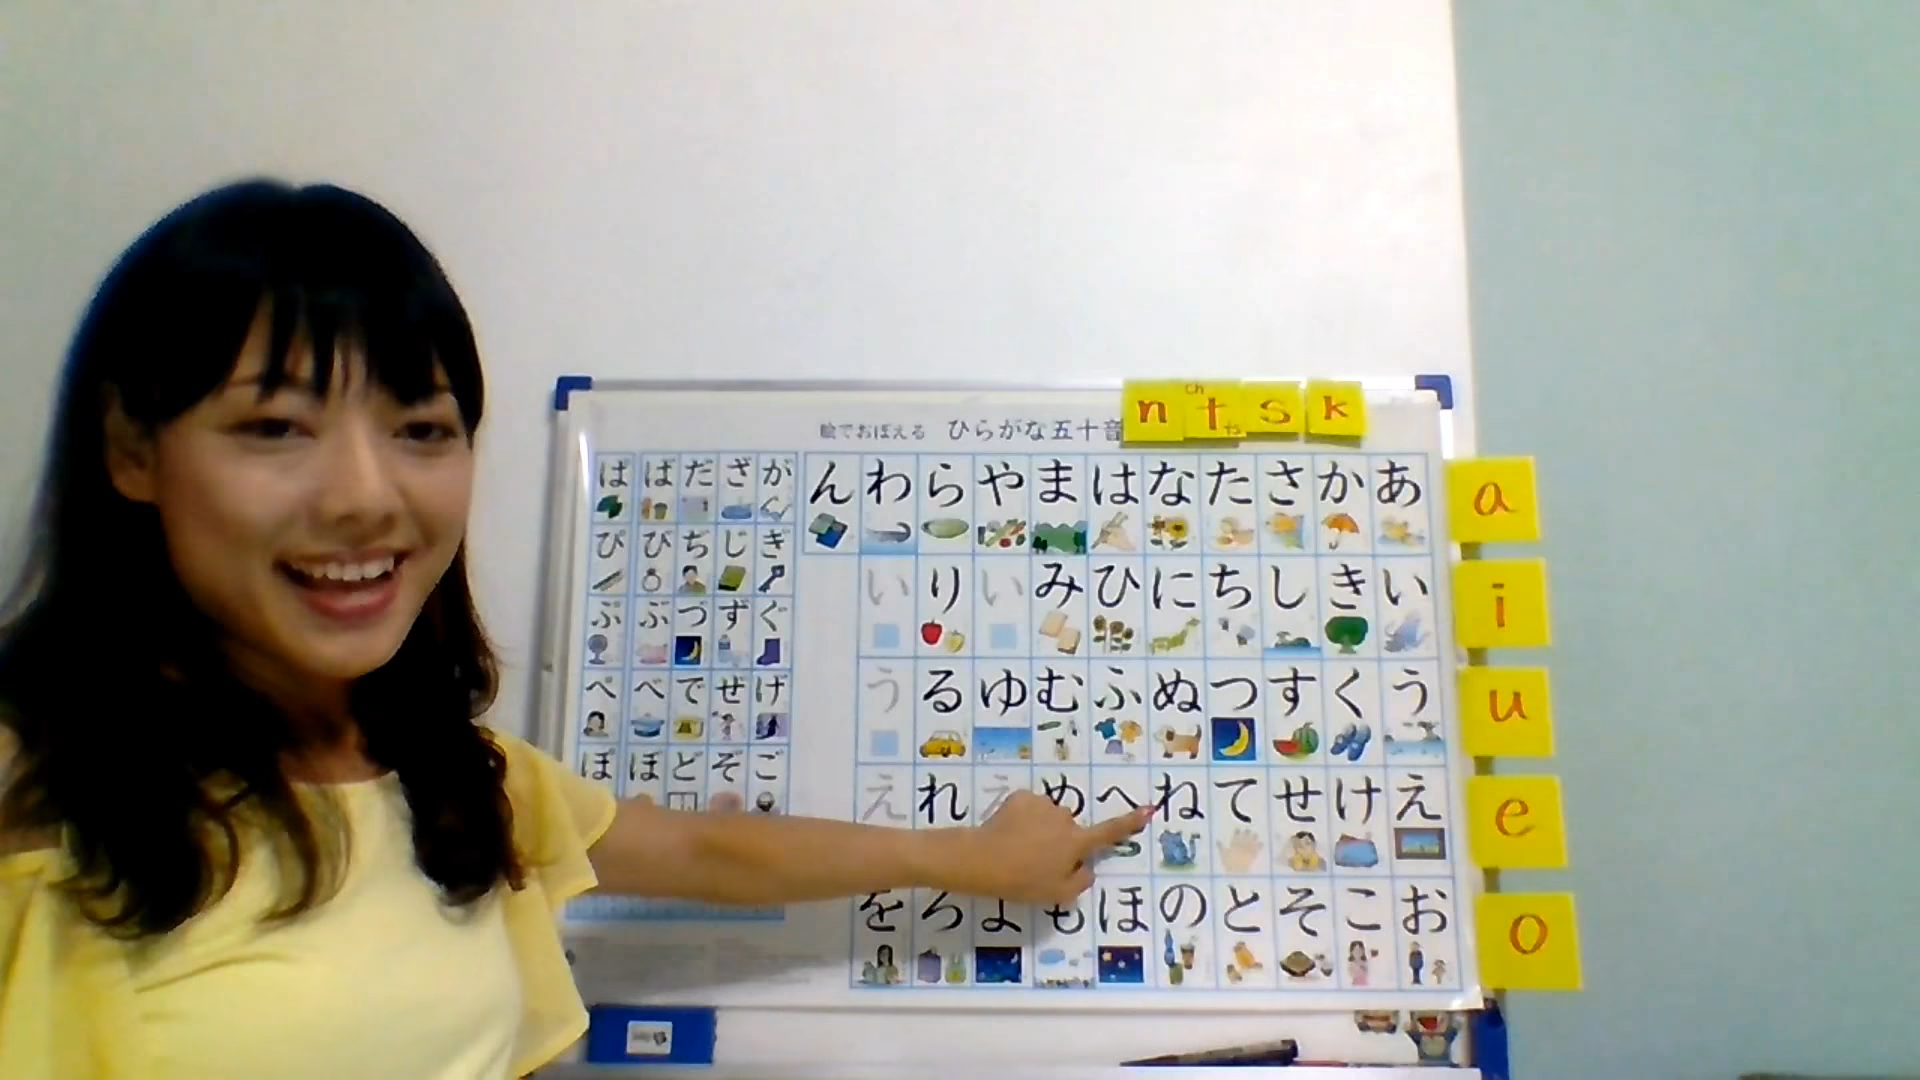 n ch t ts s k
絵でおぼえる ひらがな五十音
ぱ ば だ ざ が ん わ ら や ま は な た さ か あ a
ぴ び ぢ じ ぎ い り い み ひ に ち し き い i
ぷ ぶ づ ず ぐ う る ゆ む ふ ぬ つ す く う u
ぺ べ で ぜ げ え れ え め へ ね て せ け え e
ぽ ぼ ど ぞ ご を ろ よ も ほ の と そ こ お o